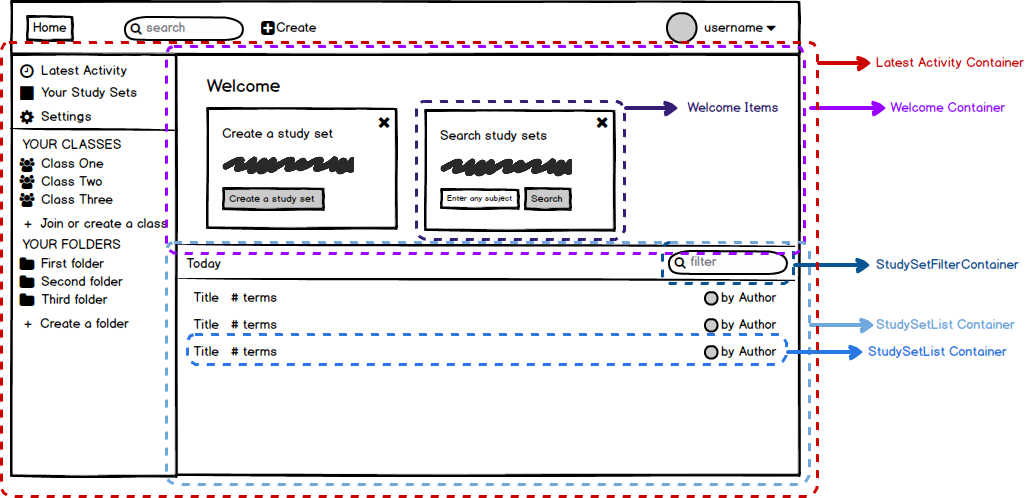 Home
search
Create
username
Latest Activity
Your Study Sets
Settings
YOUR CLASSES
Class One
Class Two
Class Three
+ Join or create a class
YOUR FOLDERS
First folder
Second folder
Third folder
+ Create a folder
Welcome
Create a study set
Create a study set
Search study sets
Enter any subject
Search
Today
filter
Title # terms by Author
Title # terms by Author
Title # terms by Author
Latest Activity Container
Welcome Items
Welcome Container
StudySetFilterContainer
StudySetList Container
StudySetList Container